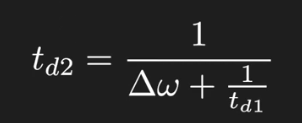 t_{d2} = \frac{1}{\Delta\omega + \frac{1}{t_{d1}}}